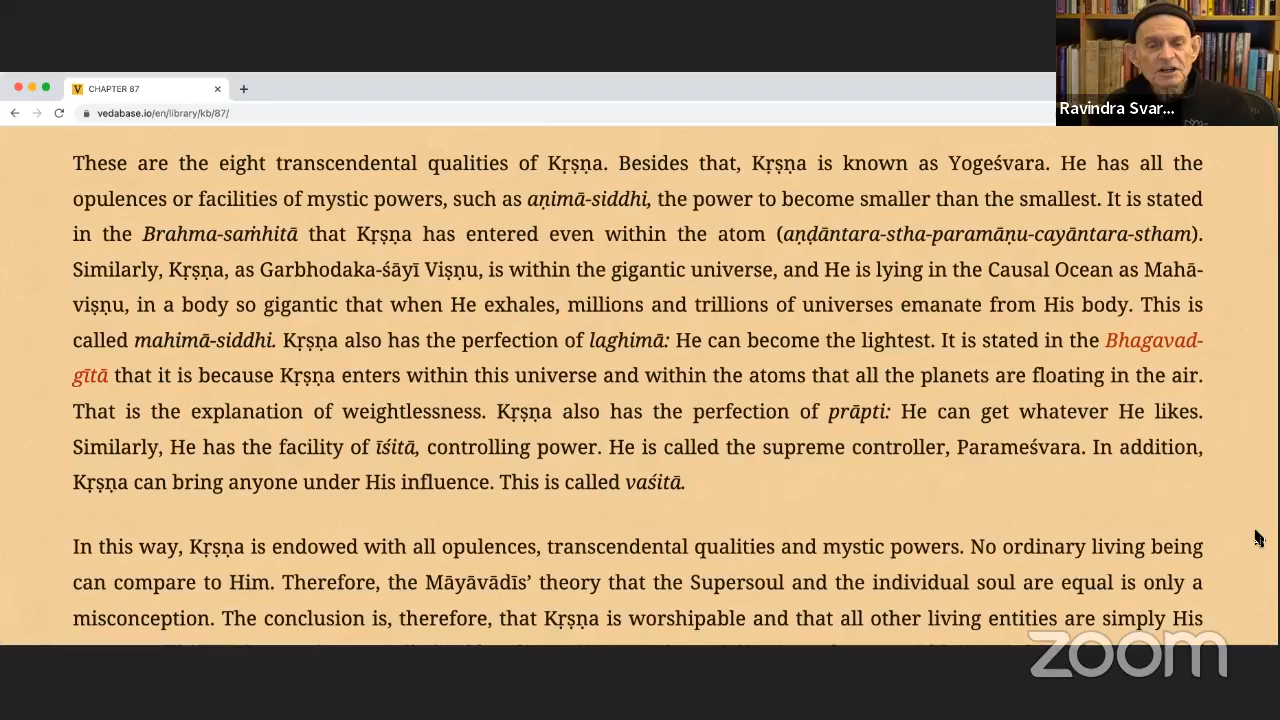 CHAPTER 87
vedabase.io/en/library/kb/87/
Ravindra Svar...
These are the eight transcendental qualities of Kṛṣṇa. Besides that, Kṛṣṇa is known as Yogeśvara. He has all the
opulences or facilities of mystic powers, such as aṇimā-siddhi, the power to become smaller than the smallest. It is stated
in the Brahma-saṁhitā that Kṛṣṇa has entered even within the atom (aṇḍāntara-stha-paramāṇu-cayāntara-stham).
Similarly, Kṛṣṇa, as Garbhodaka-śāyī Viṣṇu, is within the gigantic universe, and He is lying in the Causal Ocean as Mahā-
viṣṇu, in a body so gigantic that when He exhales, millions and trillions of universes emanate from His body. This is
called mahimā-siddhi. Kṛṣṇa also has the perfection of laghimā: He can become the lightest. It is stated in the Bhagavad-
gītā that it is because Kṛṣṇa enters within this universe and within the atoms that all the planets are floating in the air.
That is the explanation of weightlessness. Kṛṣṇa also has the perfection of prāpti: He can get whatever He likes.
Similarly, He has the facility of īśitā, controlling power. He is called the supreme controller, Parameśvara. In addition,
Kṛṣṇa can bring anyone under His influence. This is called vaśitā.
In this way, Kṛṣṇa is endowed with all opulences, transcendental qualities and mystic powers. No ordinary living being
can compare to Him. Therefore, the Māyāvādīs’ theory that the Supersoul and the individual soul are equal is only a
misconception. The conclusion is, therefore, that Kṛṣṇa is worshipable and that all other living entities are simply His
zoom